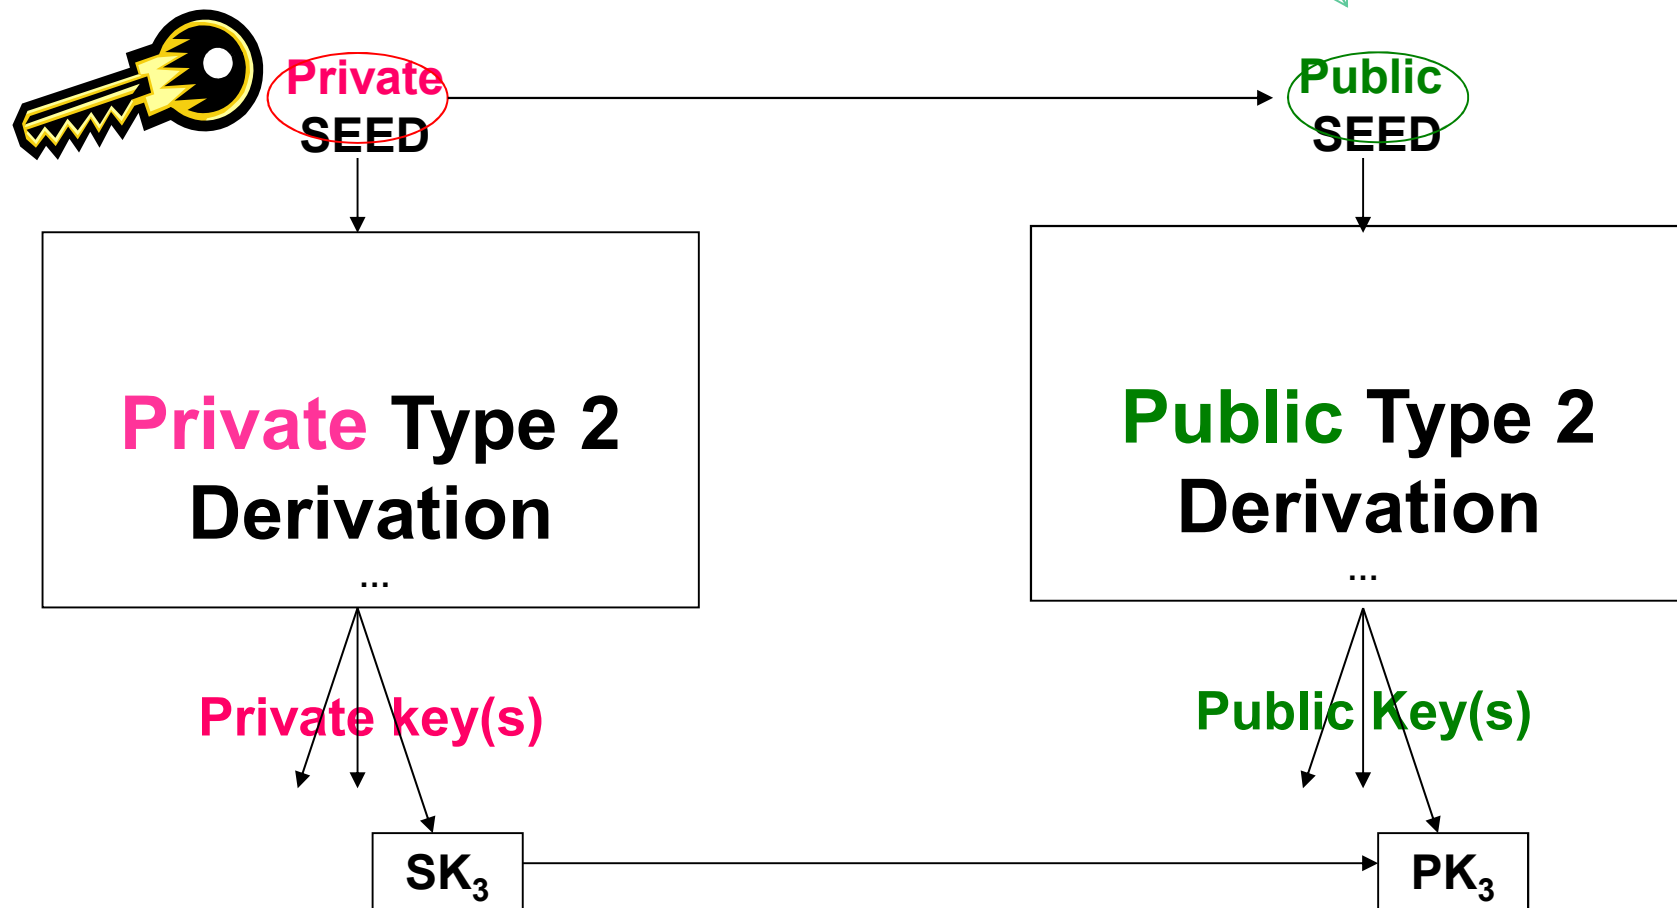 Private
SEED
Public
SEED
Private Type 2
Derivation
...
Public Type 2
Derivation
...
Private key(s)
Public Key(s)
SK₃
PK₃